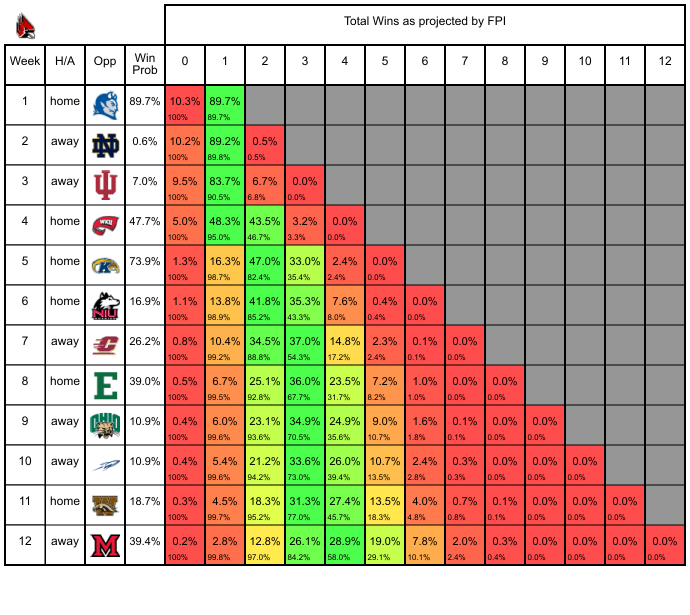 Total Wins as projected by FPI
Week H/A Opp Win Prob 0 1 2 3 4 5 6 7 8 9 10 11 12
1 home 89.7% 10.3% 89.7%
100% 89.7%
2 away ND 0.6% 10.2% 89.2% 0.5%
100% 89.8% 0.5%
3 away 7.0% 9.5% 83.7% 6.7% 0.0%
100% 90.5% 6.8% 0.0%
4 home WKU 47.7% 5.0% 48.3% 43.5% 3.2% 0.0%
100% 95.0% 46.7% 3.3% 0.0%
5 home K 73.9% 1.3% 16.3% 47.0% 33.0% 2.4% 0.0%
100% 98.7% 82.4% 35.4% 2.4% 0.0%
6 home NIU 16.9% 1.1% 13.8% 41.8% 35.3% 7.6% 0.4% 0.0%
100% 98.9% 85.2% 43.3% 8.0% 0.4% 0.0%
7 away C 26.2% 0.8% 10.4% 34.5% 37.0% 14.8% 2.3% 0.1% 0.0%
100% 99.2% 88.8% 54.3% 17.2% 2.4% 0.1% 0.0%
8 home E 39.0% 0.5% 6.7% 25.1% 36.0% 23.5% 7.2% 1.0% 0.0% 0.0%
100% 99.5% 92.8% 67.7% 31.7% 8.2% 1.0% 0.0% 0.0%
9 away OHIO 10.9% 0.4% 6.0% 23.1% 34.9% 24.9% 9.0% 1.6% 0.1% 0.0% 0.0%
100% 99.6% 93.6% 70.5% 35.6% 10.7% 1.8% 0.1% 0.0% 0.0%
10 away 10.9% 0.4% 5.4% 21.2% 33.6% 26.0% 10.7% 2.4% 0.3% 0.0% 0.0% 0.0%
100% 99.6% 94.2% 73.0% 39.4% 13.5% 2.8% 0.3% 0.0% 0.0% 0.0%
11 home W 18.7% 0.3% 4.5% 18.3% 31.3% 27.4% 13.5% 4.0% 0.7% 0.1% 0.0% 0.0% 0.0%
100% 99.7% 95.2% 77.0% 45.7% 18.3% 4.8% 0.8% 0.1% 0.0% 0.0% 0.0%
12 away M 39.4% 0.2% 2.8% 12.8% 26.1% 28.9% 19.0% 7.8% 2.0% 0.3% 0.0% 0.0% 0.0% 0.0%
100% 99.8% 97.0% 84.2% 58.0% 29.1% 10.1% 2.4% 0.4% 0.0% 0.0% 0.0% 0.0%